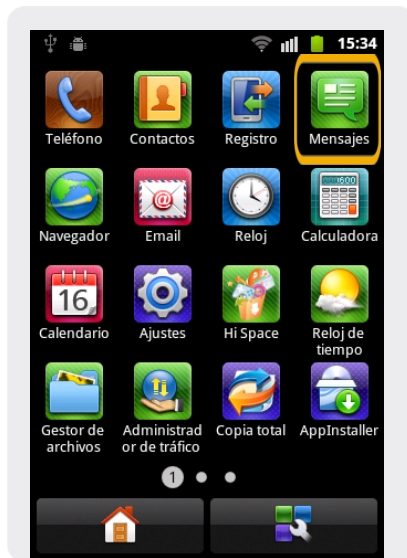 15:34
Teléfono Contactos Registro Mensajes
1600
@
Navegador Email Reloj Calculadora
16
Calendario Ajustes Hi Space Reloj de
tiempo
Gestor de Administrad Copia total AppInstaller
archivos or de tráfico
1